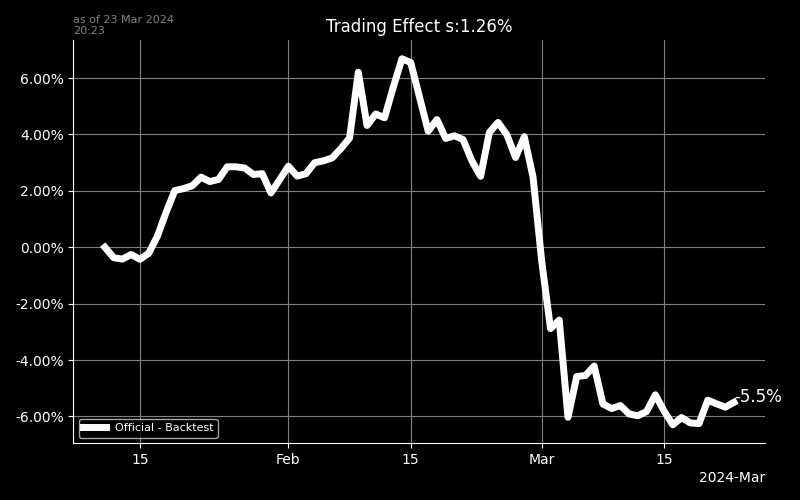 as of 23 Mar 2024
20:23
Trading Effect s:1.26%
6.00%
4.00%
2.00%
0.00%
-2.00%
-4.00%
-6.00%
-5.5%
Official - Backtest
15
Feb
15
Mar
15
2024-Mar